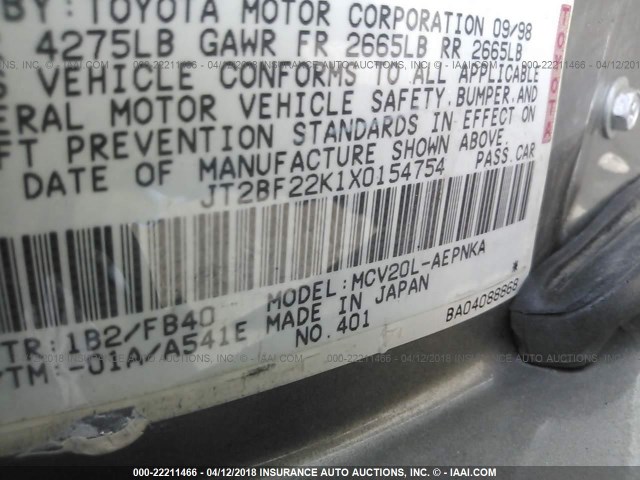 BY: TOYOTA MOTOR CORPORATION 09/98
4275LB GAWR FR 2665LB RR 2665LB
VEHICLE CONFORMS TO ALL APPLICABLE
ERAL MOTOR VEHICLE SAFETY, BUMPER, AND
FT PREVENTION STANDARDS IN EFFECT ON
DATE OF MANUFACTURE SHOWN ABOVE.
JT2BF22K1X0154754 PASS.CAR
TOYOTA
MODEL: MCV20L-AEPNKA
TR: 1B2/FB40 MADE IN JAPAN
TM: -01A/A541E NO. 401
BA04088868 *
000-22211466 - 04/12/2018 INSURANCE AUTO AUCTIONS, INC. - © - IAAI.COM